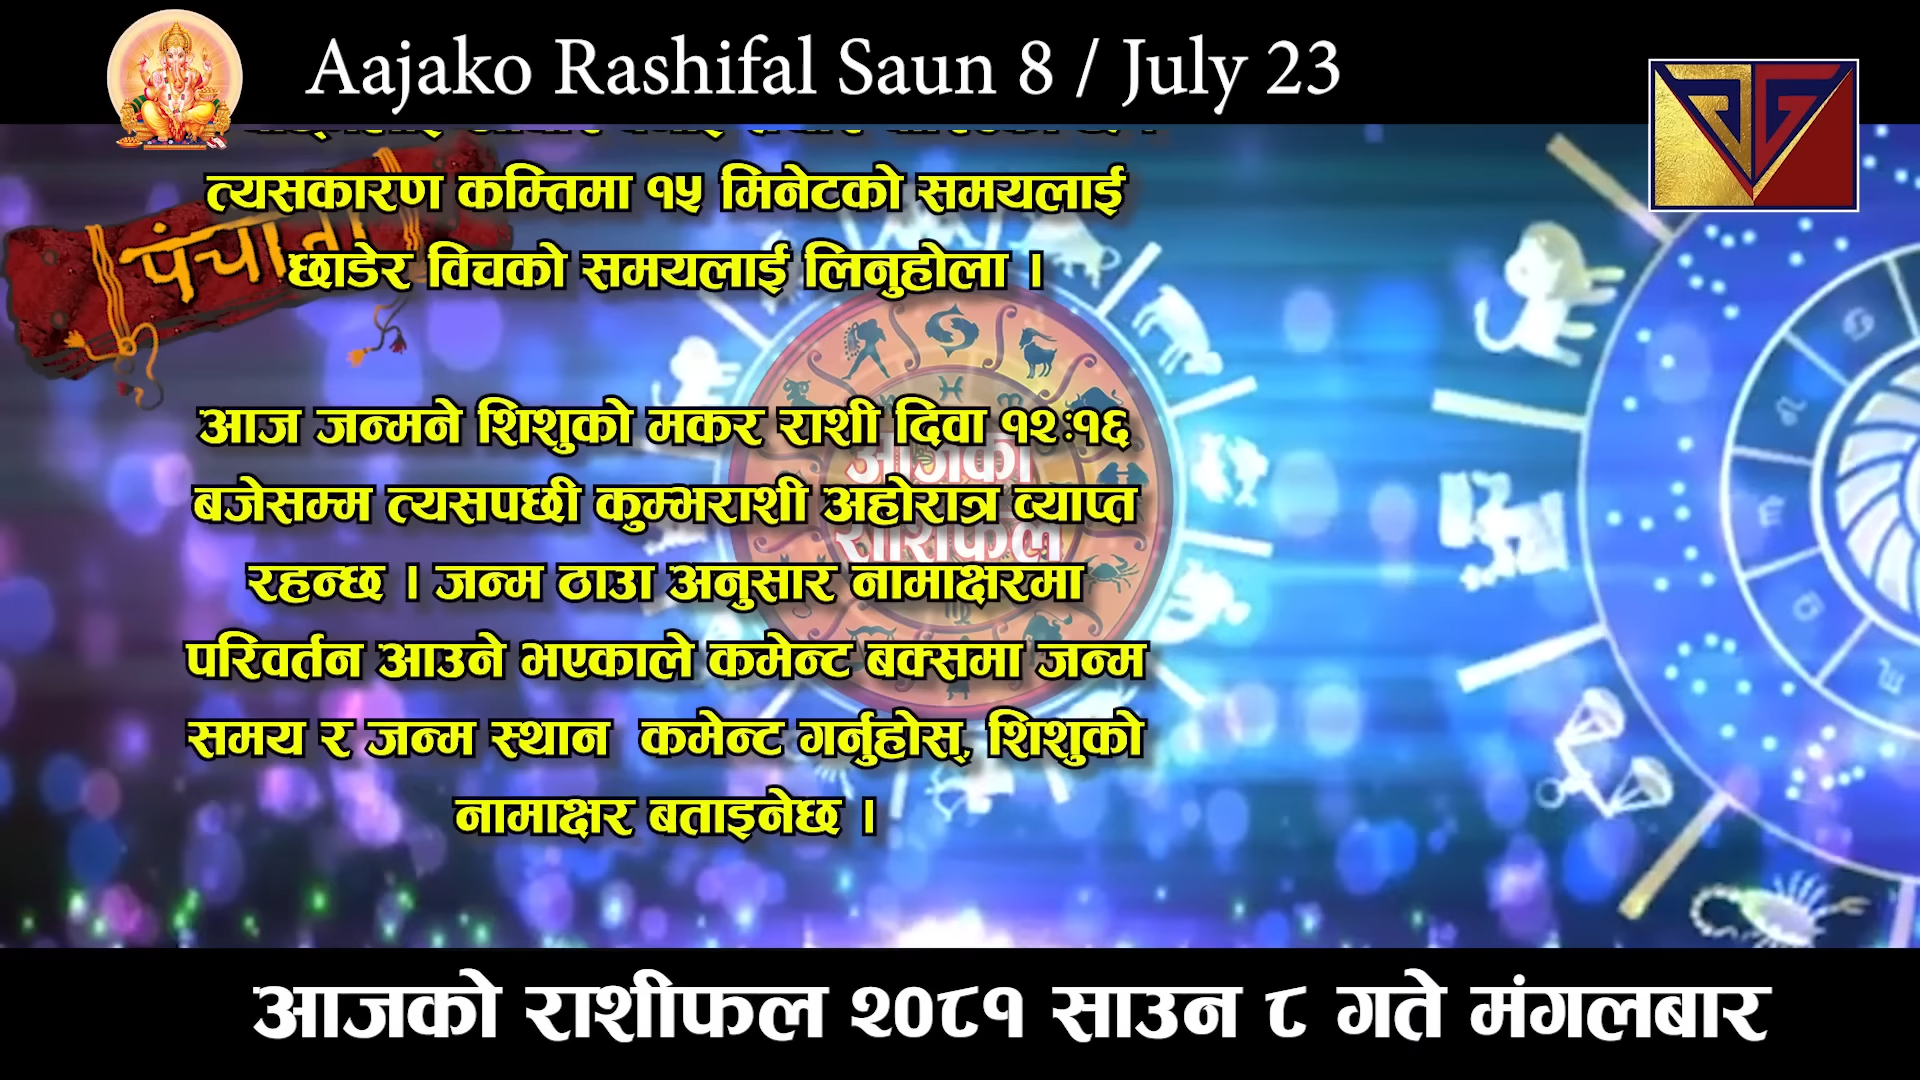 Aajako Rashifal Saun 8 / July 23
त्यसकारण कम्तिमा १५ मिनेटको समयलाई
छाडेर विचको समयलाई लिनुहोला ।
पंचा
आज जन्मने शिशुको मकर राशी दिवा १२:१६
बजेसम्म त्यसपछी कुम्भराशी अहोरात्र व्याप्त
रहन्छ । जन्म ठाउा अनुसार नामाक्षरमा
परिवर्तन आउने भएकाले कमेन्ट बक्समा जन्म
समय र जन्म स्थान कमेन्ट गर्नुहोस्, शिशुको
नामाक्षर बताइनेछ ।
आजको
राशिफल
आजको राशीफल २०८१ साउन ८ गते मंगलबार